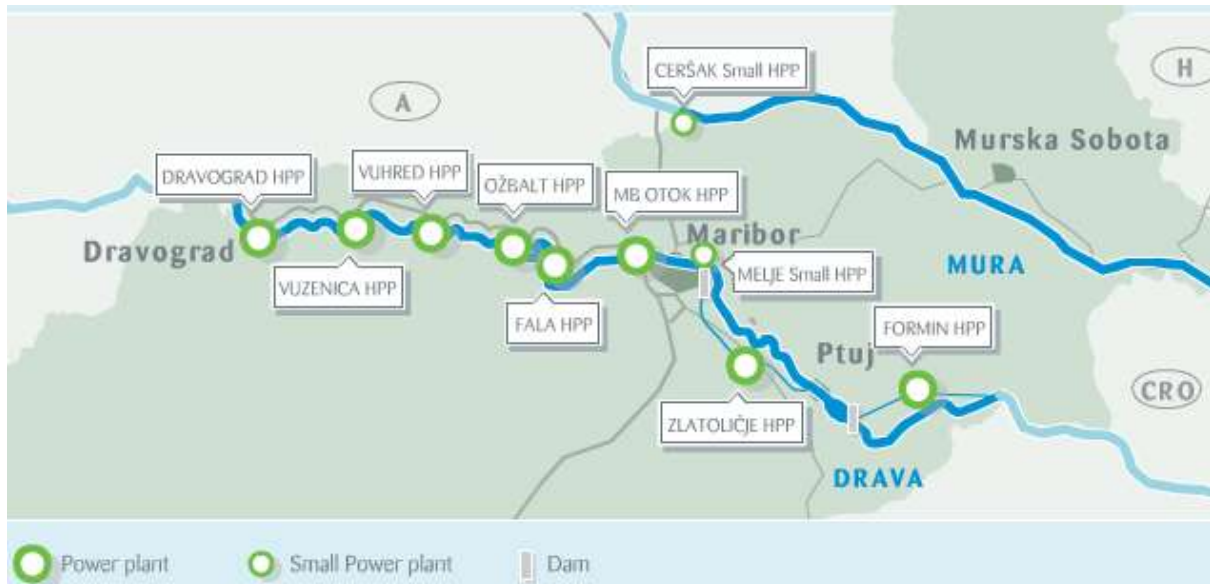 CERŠAK Small HPP
H
A
Murska Sobota
DRAVOGRAD HPP
VUHRED HPP
OŽBALT HPP
MB OTOK HPP
Maribor
Dravograd
MURA
MELJE Small HPP
VUZENICA HPP
FALA HPP
FORMIN HPP
Ptuj
CRO
ZLATOLIČJE HPP
DRAVA
Power plant
Small Power plant
Dam